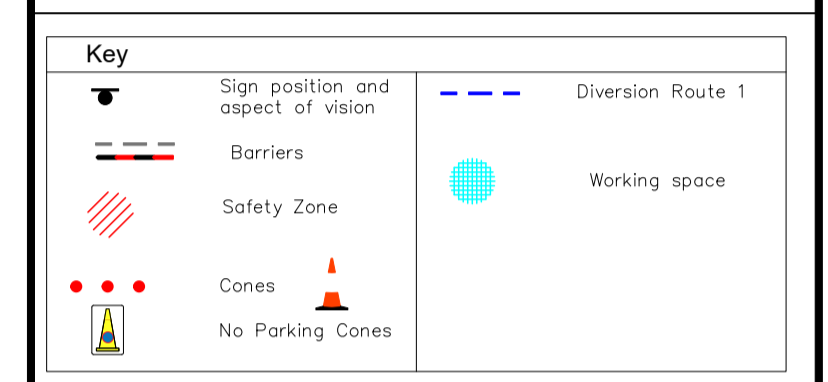 Key
Sign position and
aspect of vision
Barriers
Safety Zone
Cones
No Parking Cones
Diversion Route 1
Working space